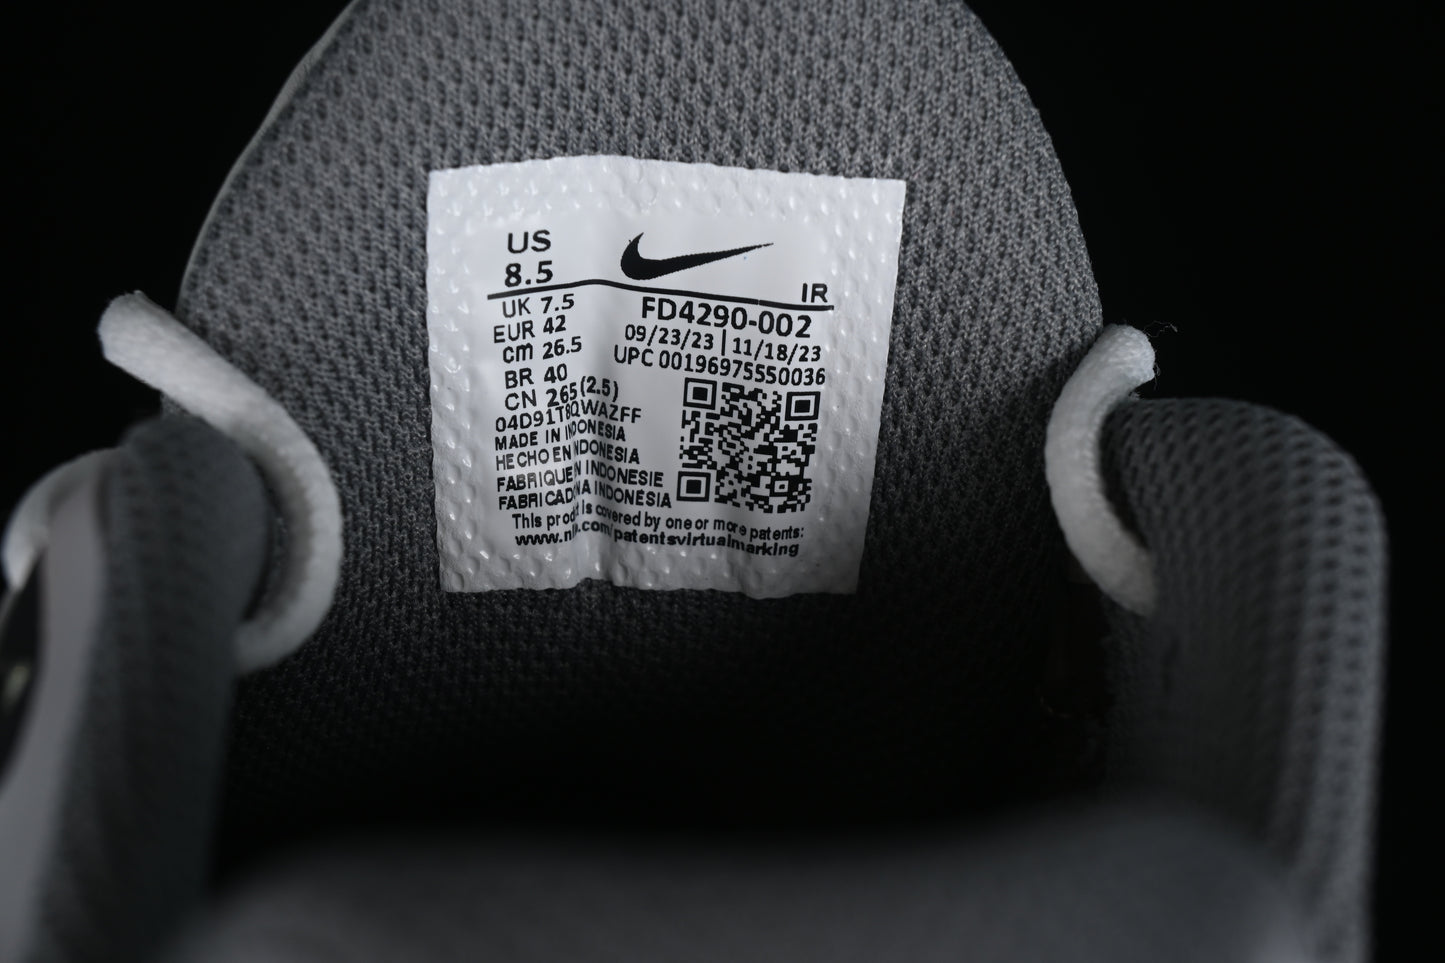 US
8.5
IR
UK 7.5
EUR 42
cm 26.5
BR 40
CN 265 (2.5)
FD4290-002
09/23/23 | 11/18/23
UPC 00196975550036
04D91T8QWAZFF
MADE IN INDONESIA
HECHO EN INDONESIA
FABRIQUE N INDONESIE
FABRICADO NA INDONÉSIA
This product is covered by one or more patents:
www.nike.com/patentsvirtualmarking